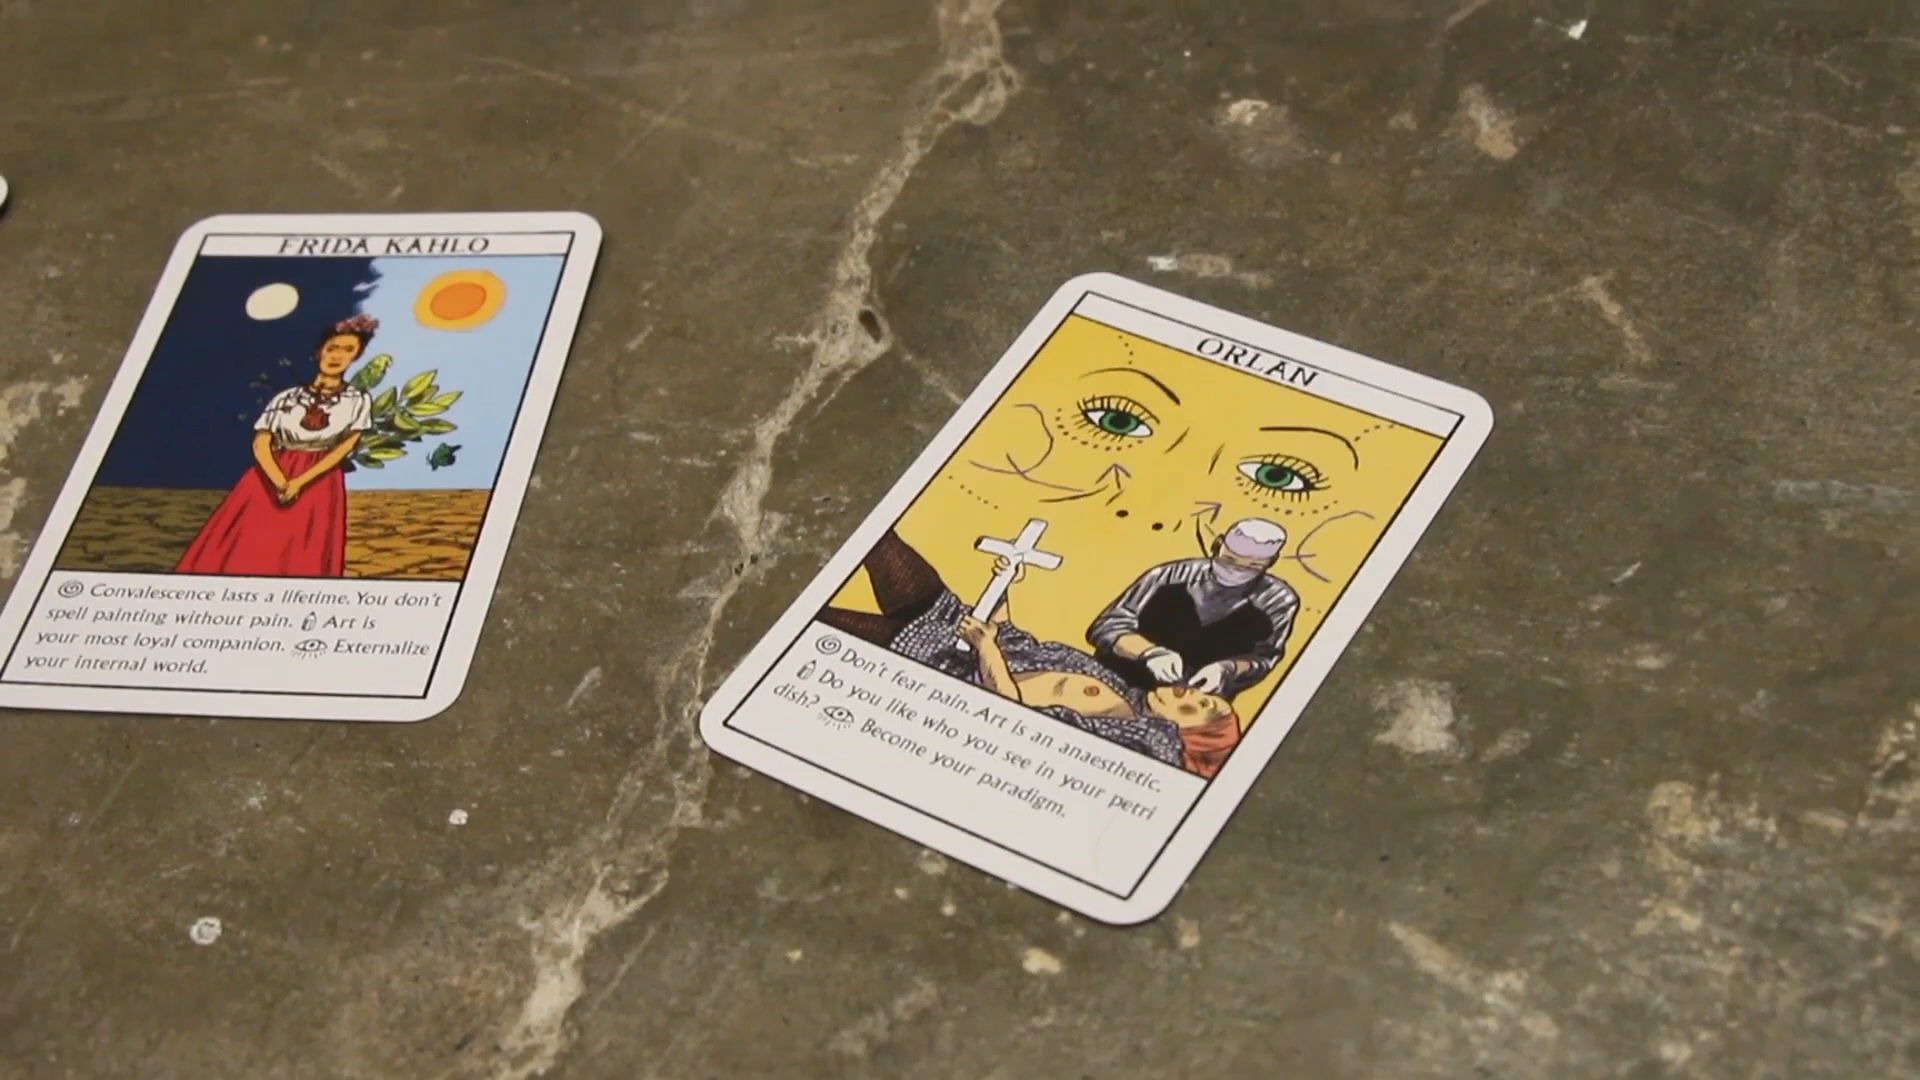 FRIDA KAHLO
Convalescence lasts a lifetime. You don't
spell painting without pain. Art is
your most loyal companion. Externalize
your internal world.
ORLAN
Don't fear pain. Art is an anaesthetic.
Do you like who you see in your petri
dish? Become your paradigm.